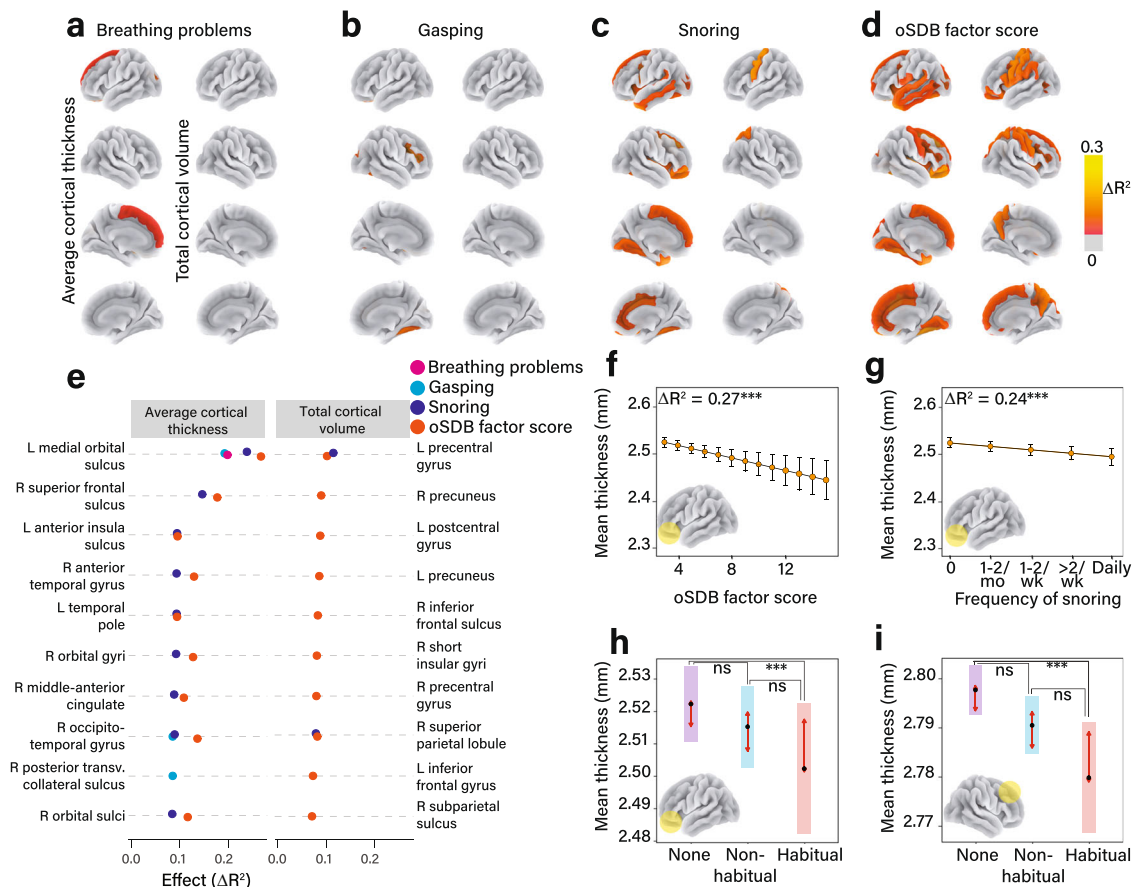 a Breathing problems
b Gasping
c Snoring
d oSDB factor score
Average cortical thickness
Total cortical volume
0.3
ΔR²
0
e
Breathing problems
Gasping
Snoring
oSDB factor score
Average cortical
thickness
Total cortical
volume
L medial orbital
sulcus
R superior frontal
sulcus
L anterior insula
sulcus
R anterior
temporal gyrus
L temporal
pole
R orbital gyri
R middle-anterior
cingulate
R occipito-
temporal gyrus
R posterior transv.
collateral sulcus
R orbital sulci
L precentral
gyrus
R precuneus
L postcentral
gyrus
L precuneus
R inferior
frontal sulcus
R short
insular gyri
R precentral
gyrus
R superior
parietal lobule
L inferior
frontal gyrus
R subparietal
sulcus
0.0 0.1 0.2 0.0 0.1 0.2
Effect (ΔR²)
f
ΔR² = 0.27***
Mean thickness (mm)
2.6
2.5
2.4
2.3
4 8 12
oSDB factor score
g
ΔR² = 0.24***
Mean thickness (mm)
2.6
2.5
2.4
2.3
0 1-2/ 1-2/ >2/ Daily
mo wk wk
Frequency of snoring
h
Mean thickness (mm)
2.53
2.52
2.51
2.50
2.49
2.48
ns
***
ns
None Non- Habitual
habitual
i
Mean thickness (mm)
2.80
2.79
2.78
2.77
ns
***
ns
None Non- Habitual
habitual